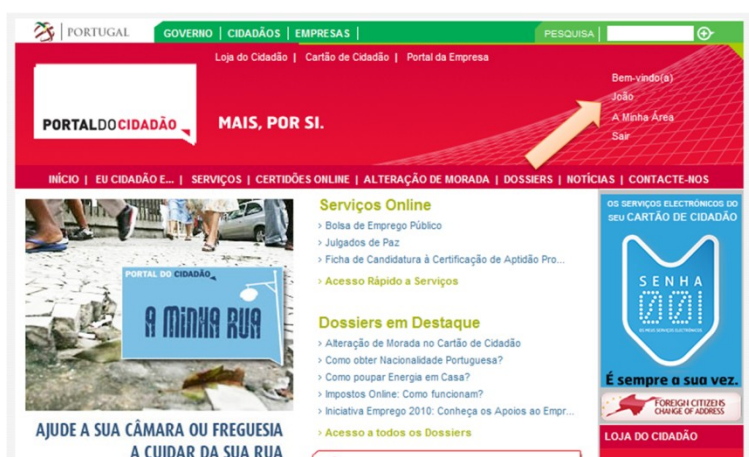 PORTUGAL
GOVERNO | CIDADÃOS | EMPRESAS |
PESQUISA |
Loja do Cidadão | Cartão de Cidadão | Portal da Empresa
Bem-vindo(a)
João
A Minha Área
Sair
PORTALDOCIDADÃO
MAIS, POR SI.
INÍCIO | EU CIDADÃO E... | SERVIÇOS | CERTIDÕES ONLINE | ALTERAÇÃO DE MORADA | DOSSIERS | NOTÍCIAS | CONTACTE-NOS
PORTAL DO CIDADÃO
A MINHA RUA
AJUDE A SUA CÂMARA OU FREGUESIA
A CUIDAR DA SUA RUA
Serviços Online
› Bolsa de Emprego Público
› Julgados de Paz
› Ficha de Candidatura à Certificação de Aptidão Pro...
› Acesso Rápido a Serviços
Dossiers em Destaque
› Alteração de Morada no Cartão de Cidadão
› Como obter Nacionalidade Portuguesa?
› Como poupar Energia em Casa?
› Impostos Online: Como funcionam?
› Iniciativa Emprego 2010: Conheça os Apoios ao Empr...
› Acesso a todos os Dossiers
OS SERVIÇOS ELECTRÓNICOS DO
SEU CARTÃO DE CIDADÃO
SENHA
001
OS MEUS SERVIÇOS ELECTRÓNICOS
É sempre a sua vez.
FOREIGN CITIZENS
CHANGE OF ADDRESS
LOJA DO CIDADÃO